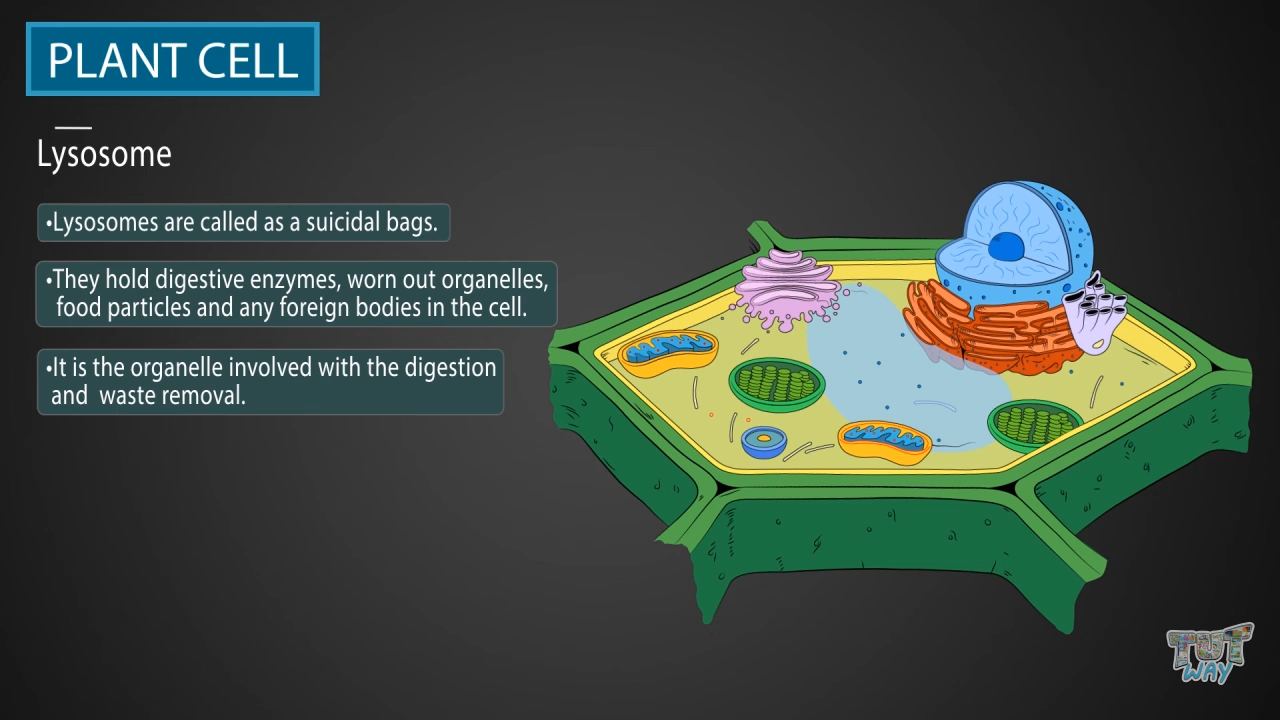 PLANT CELL
Lysosome
•Lysosomes are called as a suicidal bags.
•They hold digestive enzymes, worn out organelles,
food particles and any foreign bodies in the cell.
•It is the organelle involved with the digestion
and waste removal.
TUT
WAY